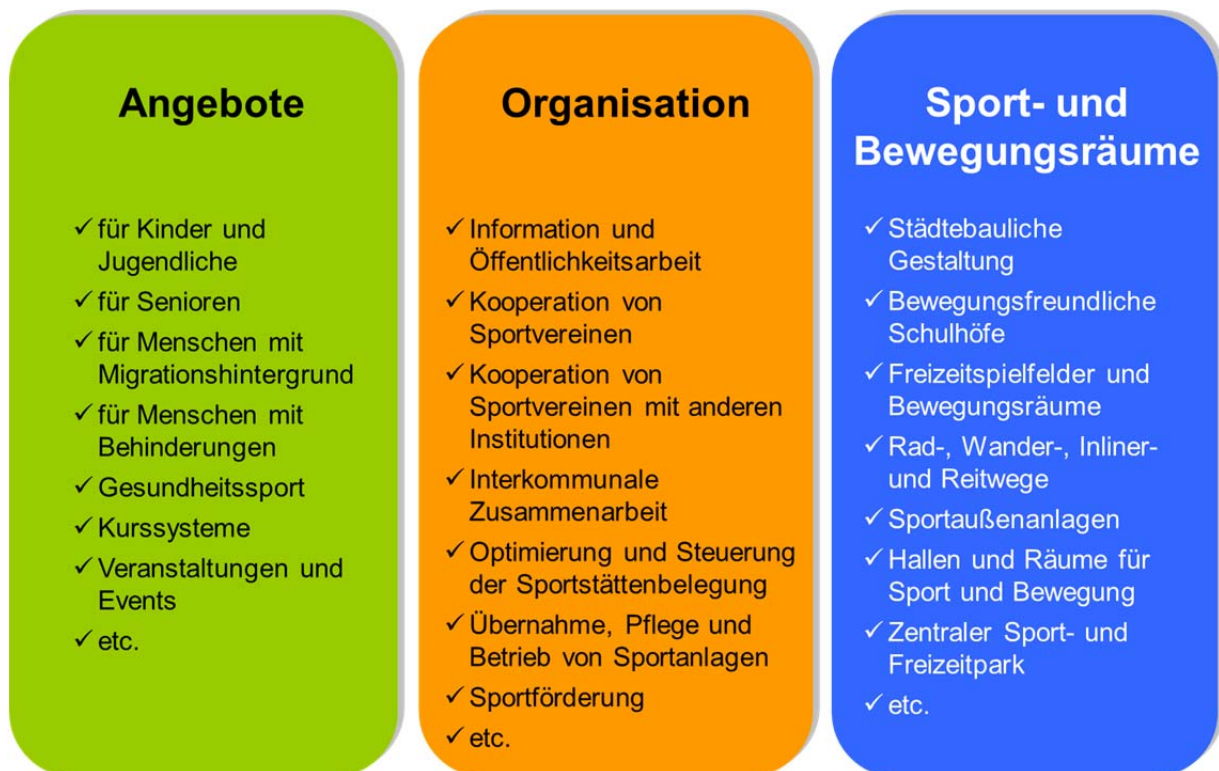 Angebote
✓ für Kinder und
Jugendliche
✓ für Senioren
✓ für Menschen mit
Migrationshintergrund
✓ für Menschen mit
Behinderungen
✓ Gesundheitssport
✓ Kurssysteme
✓ Veranstaltungen und
Events
✓ etc.
Organisation
✓ Information und
Öffentlichkeitsarbeit
✓ Kooperation von
Sportvereinen
✓ Kooperation von
Sportvereinen mit anderen
Institutionen
✓ Interkommunale
Zusammenarbeit
✓ Optimierung und Steuerung
der Sportstättenbelegung
✓ Übernahme, Pflege und
Betrieb von Sportanlagen
✓ Sportförderung
✓ etc.
Sport- und
Bewegungsräume
✓ Städtebauliche
Gestaltung
✓ Bewegungsfreundliche
Schulhöfe
✓ Freizeitspielfelder und
Bewegungsräume
✓ Rad-, Wander-, Inliner-
und Reitwege
✓ Sportaußenanlagen
✓ Hallen und Räume für
Sport und Bewegung
✓ Zentraler Sport- und
Freizeitpark
✓ etc.